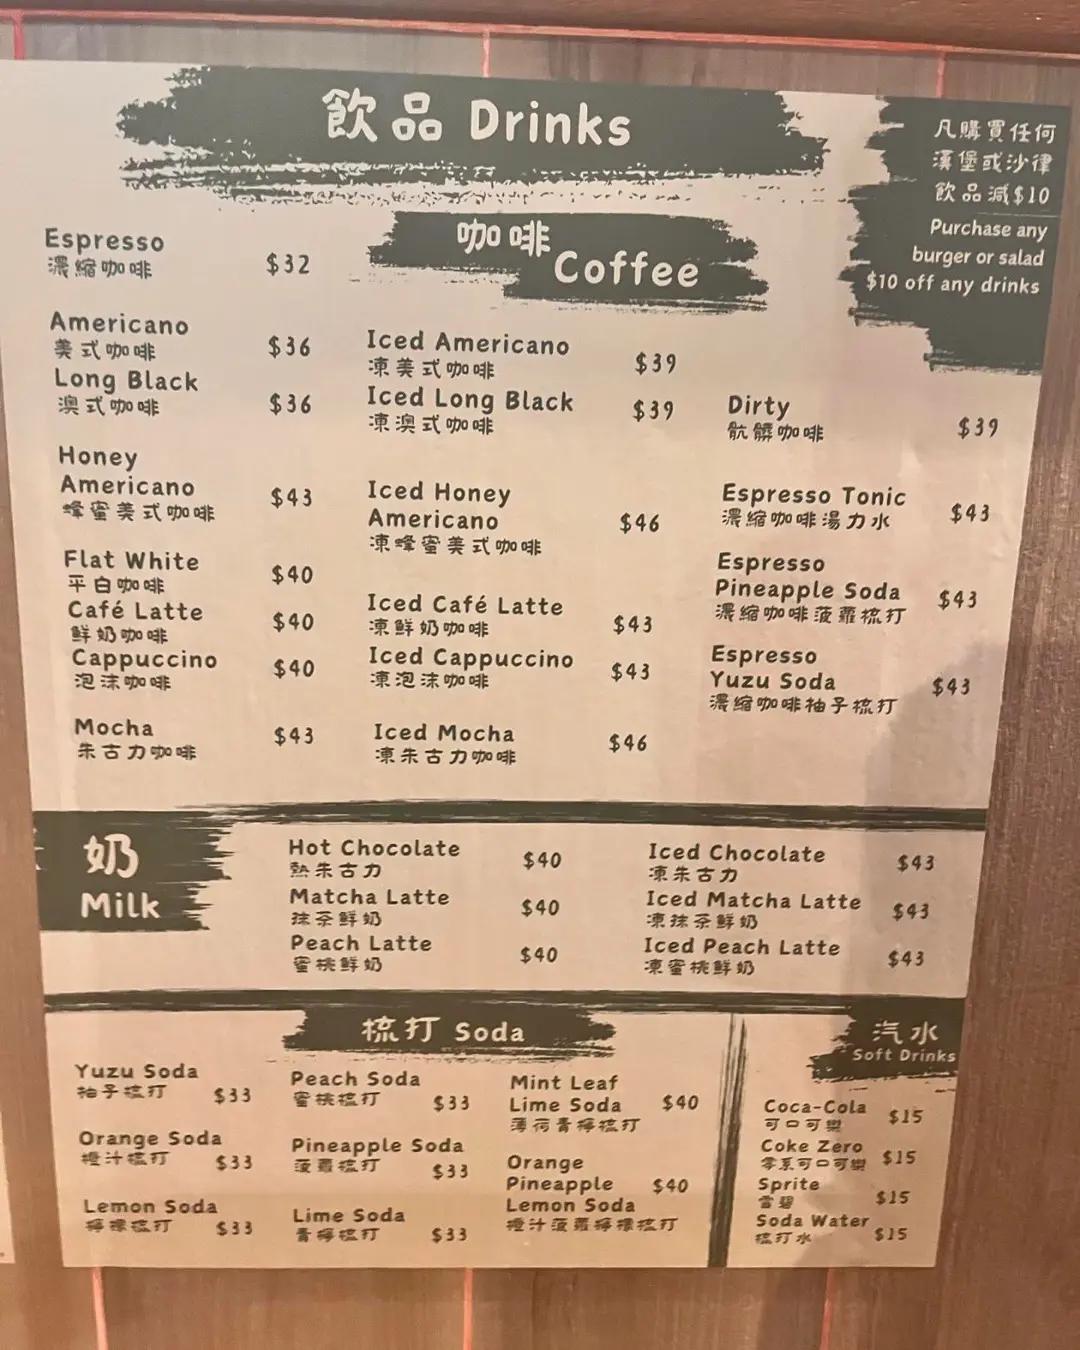 飲品 Drinks
凡購買任何
漢堡或沙律
飲品減$10
Purchase any
burger or salad
$10 off any drinks
咖啡
Coffee
Espresso
濃縮咖啡 $32
Americano
美式咖啡 $36
Long Black
澳式咖啡 $36
Honey
Americano $43
蜂蜜美式咖啡
Flat White
平白咖啡 $40
Café Latte
鮮奶咖啡 $40
Cappuccino
泡沫咖啡 $40
Mocha
朱古力咖啡 $43
Iced Americano
凍美式咖啡 $39
Iced Long Black
凍澳式咖啡 $39
Iced Honey
Americano $46
凍蜂蜜美式咖啡
Iced Café Latte
凍鮮奶咖啡 $43
Iced Cappuccino
凍泡沫咖啡 $43
Iced Mocha
凍朱古力咖啡 $46
Dirty
骯髒咖啡 $39
Espresso Tonic
濃縮咖啡湯力水 $43
Espresso
Pineapple Soda $43
濃縮咖啡菠蘿梳打
Espresso
Yuzu Soda $43
濃縮咖啡柚子梳打
奶
Milk
Hot Chocolate
熱朱古力 $40
Matcha Latte
抹茶鮮奶 $40
Peach Latte
蜜桃鮮奶 $40
Iced Chocolate
凍朱古力 $43
Iced Matcha Latte
凍抹茶鮮奶 $43
Iced Peach Latte
凍蜜桃鮮奶 $43
梳打 Soda
Yuzu Soda
柚子梳打 $33
Orange Soda
橙汁梳打 $33
Lemon Soda
檸檬梳打 $33
Peach Soda
蜜桃梳打 $33
Pineapple Soda
菠蘿梳打 $33
Lime Soda
青檸梳打 $33
Mint Leaf
Lime Soda $40
薄荷青檸梳打
Orange
Pineapple $40
Lemon Soda
橙汁菠蘿檸檬梳打
汽水
Soft Drinks
Coca-Cola
可口可樂 $15
Coke Zero
零系可口可樂 $15
Sprite
雪碧 $15
Soda Water
梳打水 $15